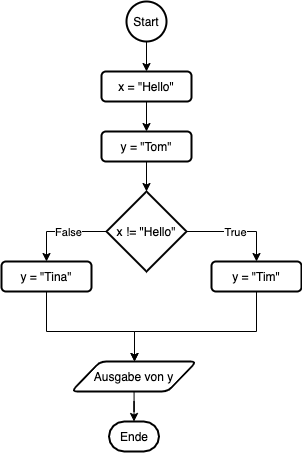 Start
x = "Hello"
y = "Tom"
x != "Hello"
False
True
y = "Tina"
y = "Tim"
Ausgabe von y
Ende